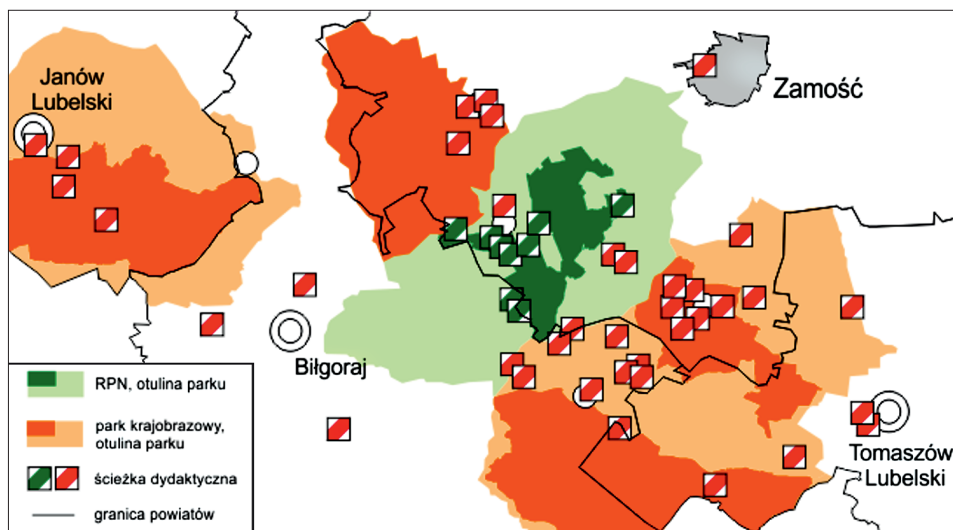 Janów
Lubelski
Zamość
Biłgoraj
Tomaszów
Lubelski
RPN, otulina parku
park krajobrazowy,
otulina parku
ścieżka dydaktyczna
granica powiatów